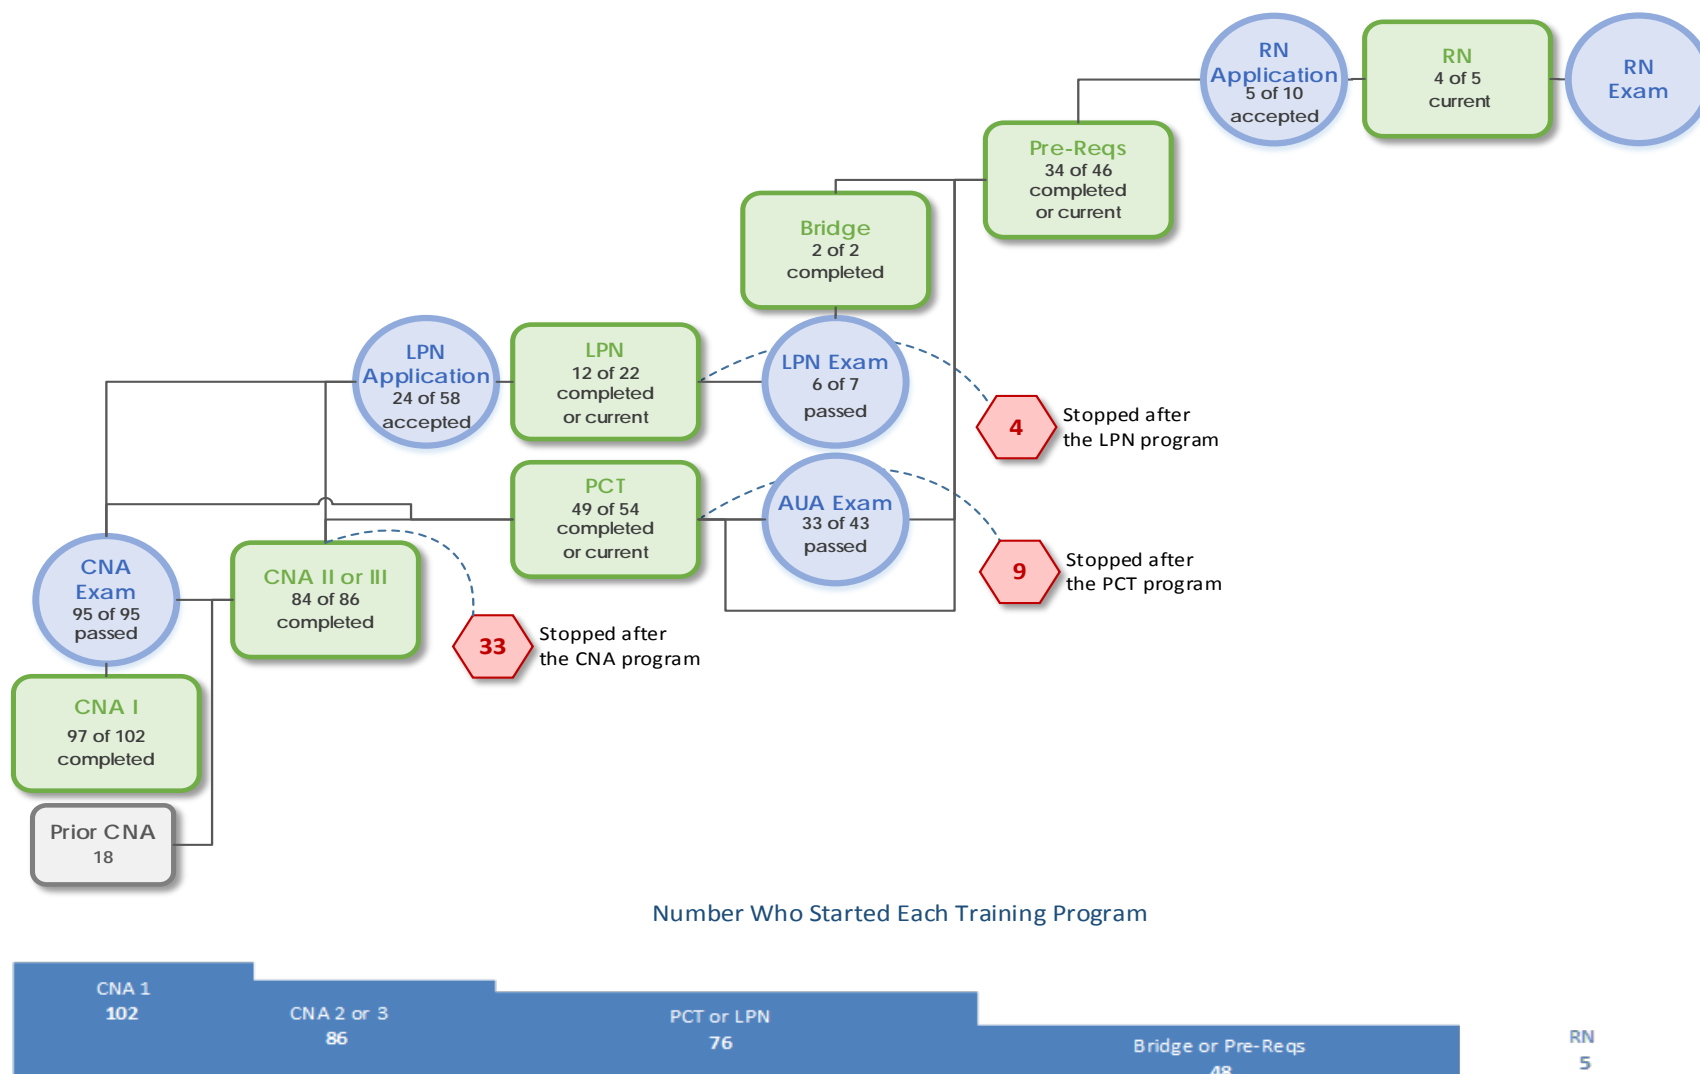 RN
Application
5 of 10
accepted
RN
4 of 5
current
RN
Exam
Pre-Reqs
34 of 46
completed
or current
Bridge
2 of 2
completed
LPN
Application
24 of 58
accepted
LPN
12 of 22
completed
or current
LPN Exam
6 of 7
passed
4
Stopped after
the LPN program
PCT
49 of 54
completed
or current
AUA Exam
33 of 43
passed
9
Stopped after
the PCT program
CNA
Exam
95 of 95
passed
CNA II or III
84 of 86
completed
33
Stopped after
the CNA program
CNA I
97 of 102
completed
Prior CNA
18
Number Who Started Each Training Program
CNA 1
102
CNA 2 or 3
86
PCT or LPN
76
Bridge or Pre-Reqs
48
RN
5